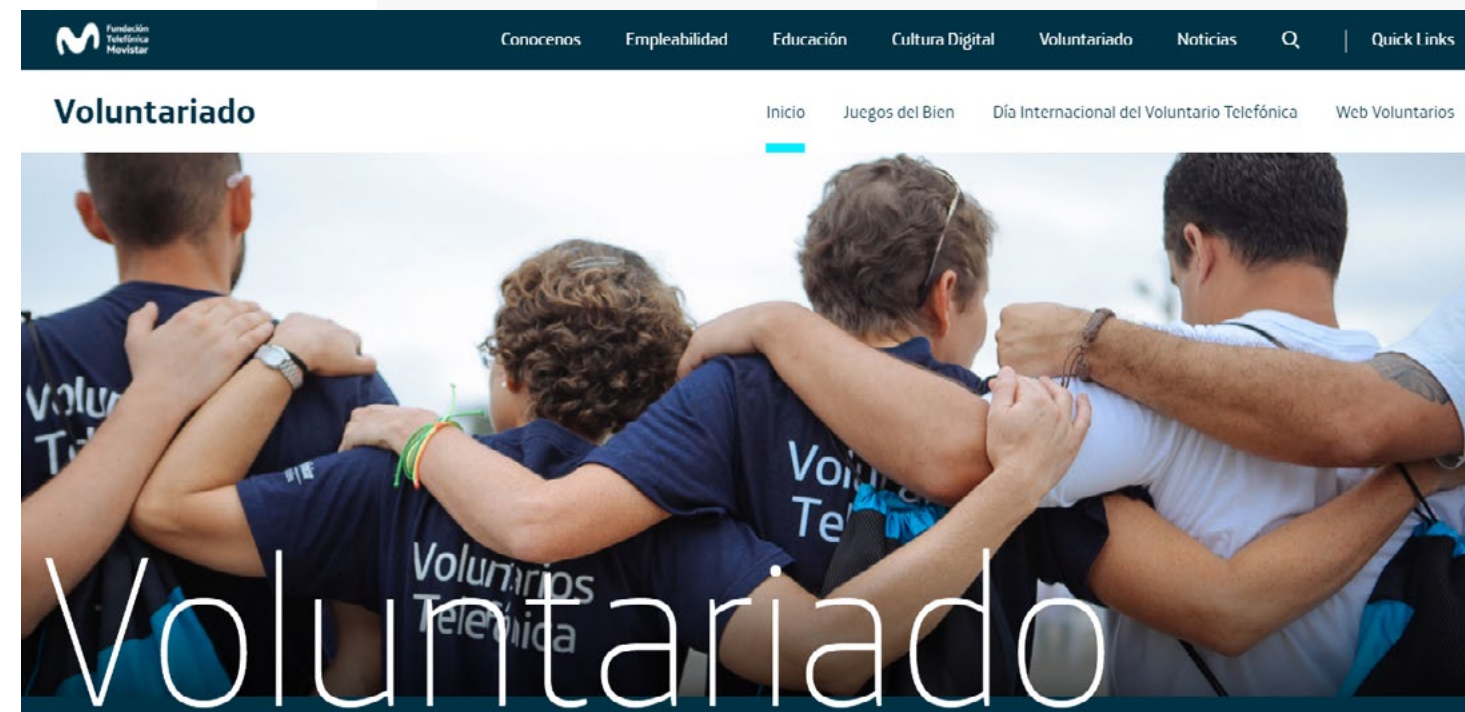 Fundación
Telefónica
Movistar
Conocenos Empleabilidad Educación Cultura Digital Voluntariado Noticias | Quick Links
Voluntariado
Inicio Juegos del Bien Día Internacional del Voluntario Telefónica Web Voluntarios
Voluntarios
Telefónica
Voluntariado